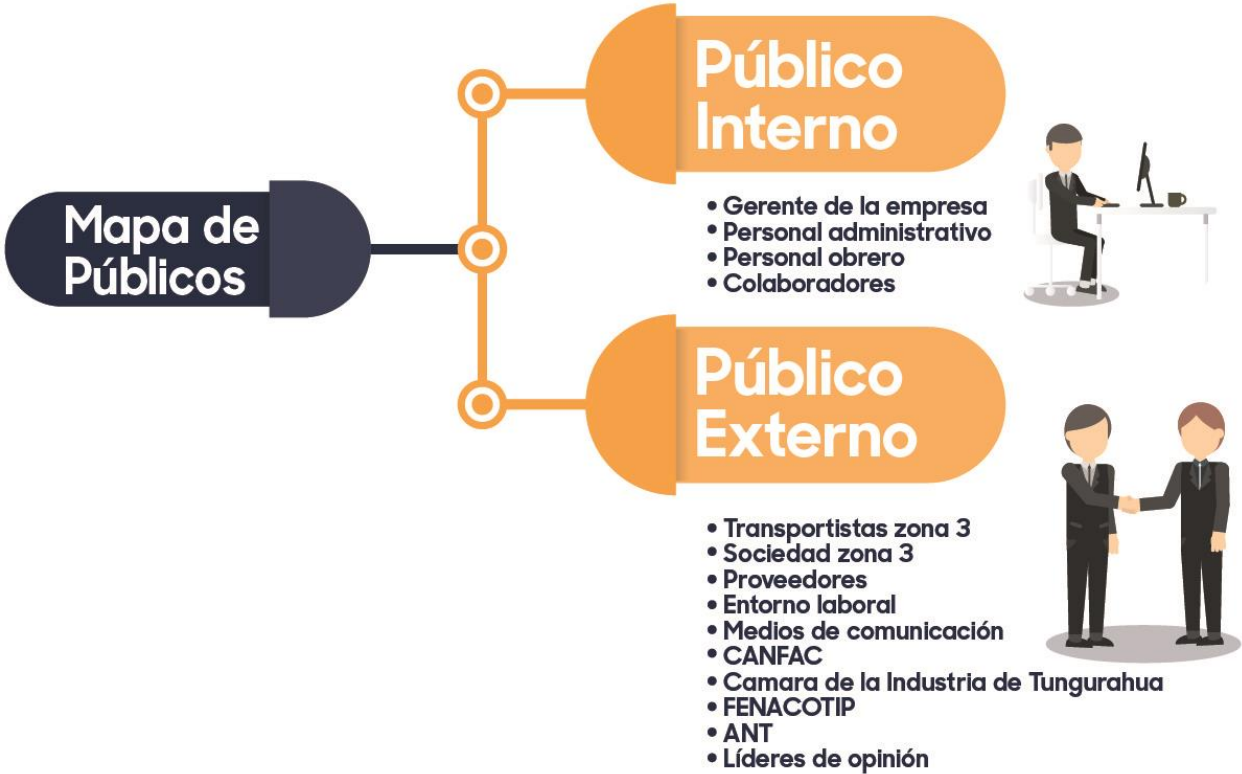 Mapa de
Públicos
Público
Interno
• Gerente de la empresa
• Personal administrativo
• Personal obrero
• Colaboradores
Público
Externo
• Transportistas zona 3
• Sociedad zona 3
• Proveedores
• Entorno laboral
• Medios de comunicación
• CANFAC
• Camara de la Industria de Tungurahua
• FENACOTIP
• ANT
• Líderes de opinión